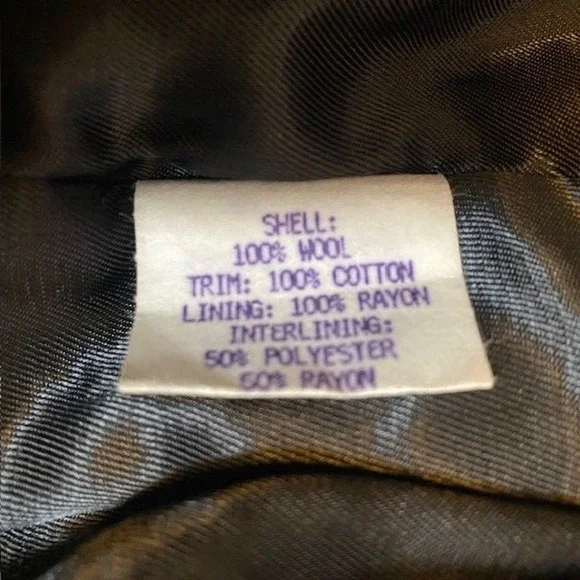 SHELL:
100% WOOL
TRIM: 100% COTTON
LINING: 100% RAYON
INTERLINING:
50% POLYESTER
50% RAYON